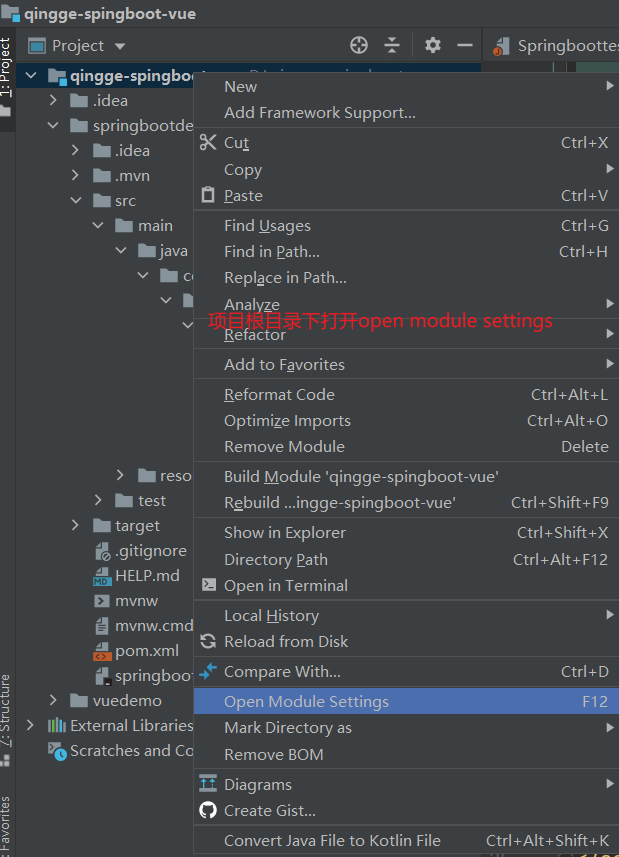 qingge-spingboot-vue
Project
Springboottes
1: Project
qingge-spingboot
.idea
springbootde
.idea
.mvn
src
main
java
resc
test
target
.gitignore
HELP.md
mvnw
mvnw.cmd
pom.xml
springboot
vuedemo
External Libraries
Scratches and Co
7: Structure
Favorites
New
Add Framework Support...
Cut Ctrl+X
Copy
Paste Ctrl+V
Find Usages Ctrl+G
Find in Path... Ctrl+H
Replace in Path...
Analyze
项目根目录下打开open module settings
Refactor
Add to Favorites
Reformat Code Ctrl+Alt+L
Optimize Imports Ctrl+Alt+O
Remove Module Delete
Build Module 'qingge-spingboot-vue'
Rebuild ...ingge-spingboot-vue' Ctrl+Shift+F9
Show in Explorer Ctrl+Shift+X
Directory Path Ctrl+Alt+F12
Open in Terminal
Local History
Reload from Disk
Compare With... Ctrl+D
Open Module Settings F12
Mark Directory as
Remove BOM
Diagrams
Create Gist...
Convert Java File to Kotlin File Ctrl+Alt+Shift+K